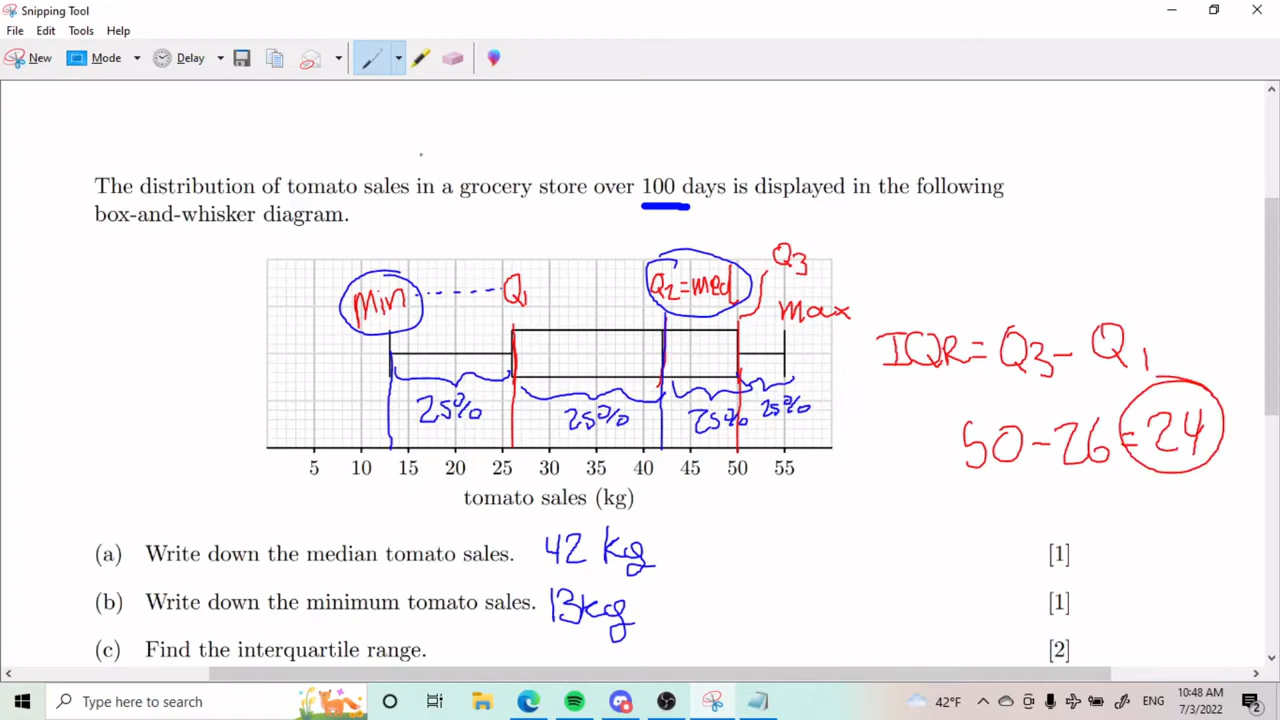 Snipping Tool
File Edit Tools Help
New Mode Delay
The distribution of tomato sales in a grocery store over 100 days is displayed in the following
box-and-whisker diagram.
Q3
Min Q1 Q2=med
max
IQR= Q3- Q1
25% 25% 25% 25%
50-26=24
5 10 15 20 25 30 35 40 45 50 55
tomato sales (kg)
(a) Write down the median tomato sales. 42 kg [1]
(b) Write down the minimum tomato sales. 13kg [1]
(c) Find the interquartile range. [2]
Type here to search 42°F ENG 10:48 AM
7/3/2022 2